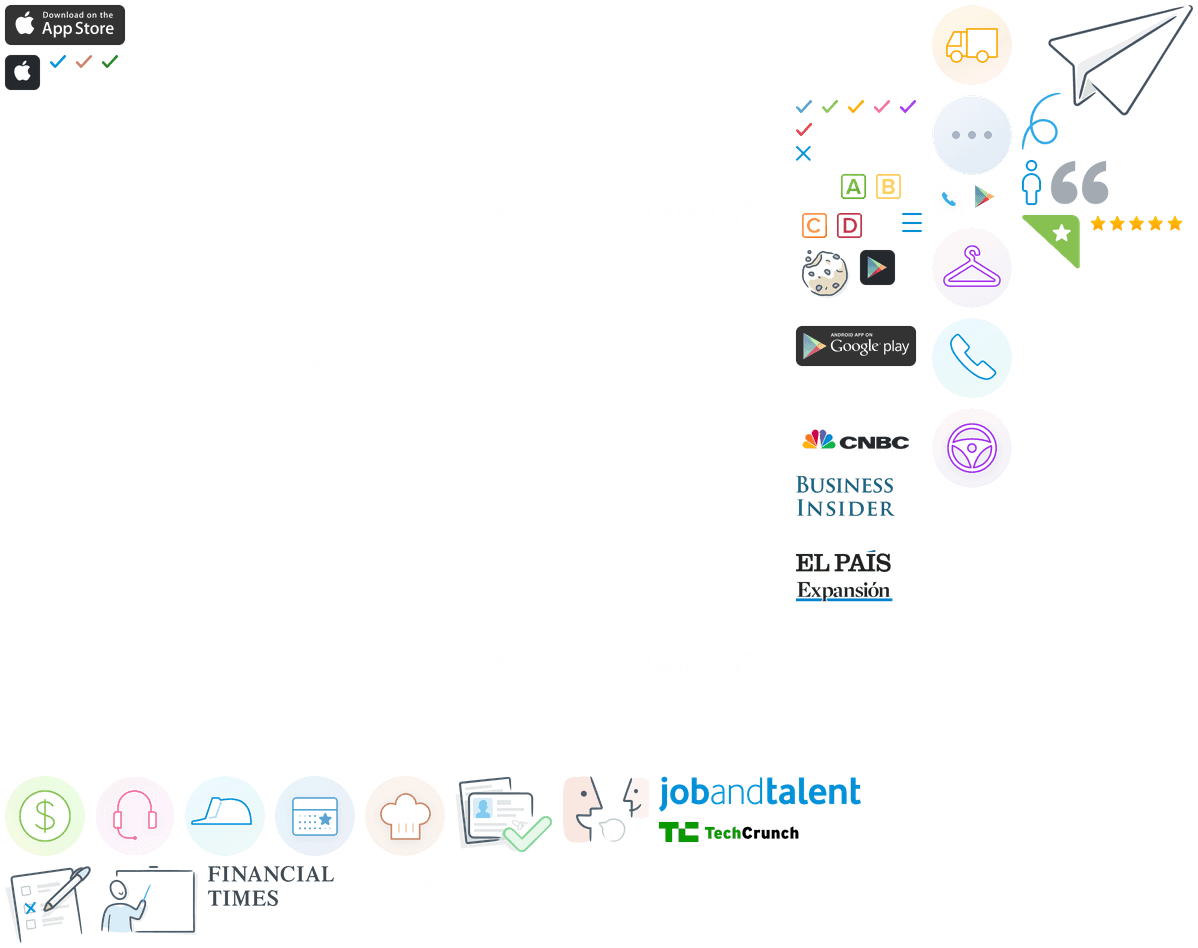 Download on the
App Store
A B
C D
ANDROID APP ON
Google play
CNBC
BUSINESS
INSIDER
EL PAÍS
Expansión
$
jobandtalent
TC TechCrunch
FINANCIAL
TIMES